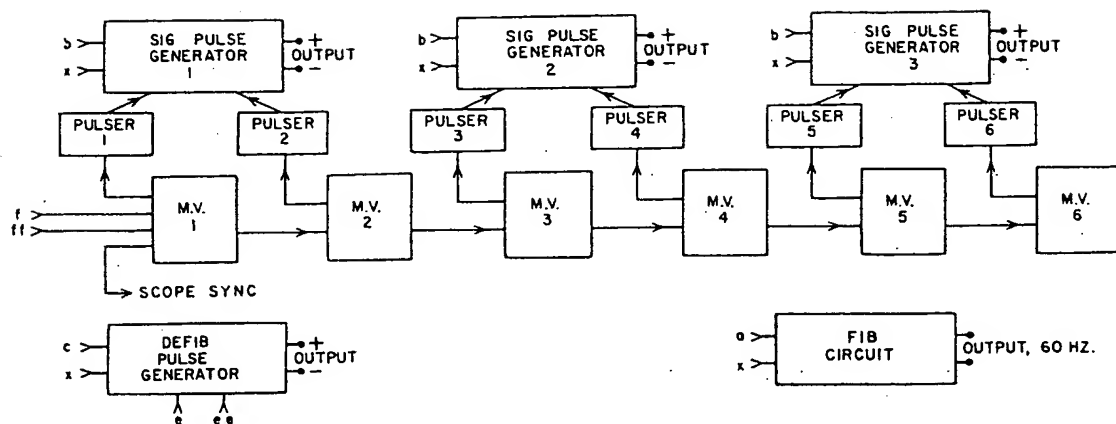 b
x
SIG PULSE
GENERATOR
1
+
OUTPUT
-
b
x
SIG PULSE
GENERATOR
2
+
OUTPUT
-
b
x
SIG PULSE
GENERATOR
3
+
OUTPUT
-
PULSER
1
PULSER
2
PULSER
3
PULSER
4
PULSER
5
PULSER
6
f
ff
M.V.
1
M.V.
2
M.V.
3
M.V.
4
M.V.
5
M.V.
6
SCOPE SYNC
c
x
DEFIB
PULSE
GENERATOR
+
OUTPUT
-
e
ee
a
x
FIB
CIRCUIT
OUTPUT, 60 HZ.